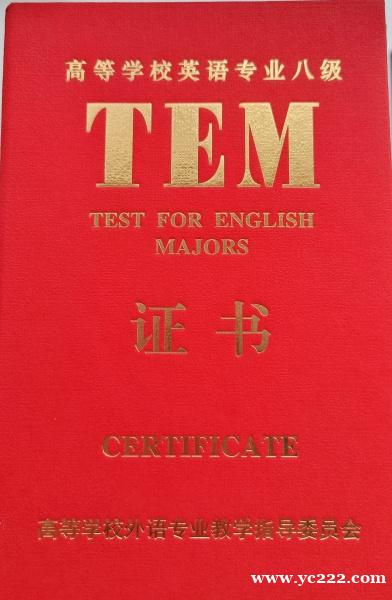 高等学校英语专业八级
TEM
TEST FOR ENGLISH
MAJORS
证书
CERTIFICATE
高等学校外语专业教学指导委员会
www.yc222.com